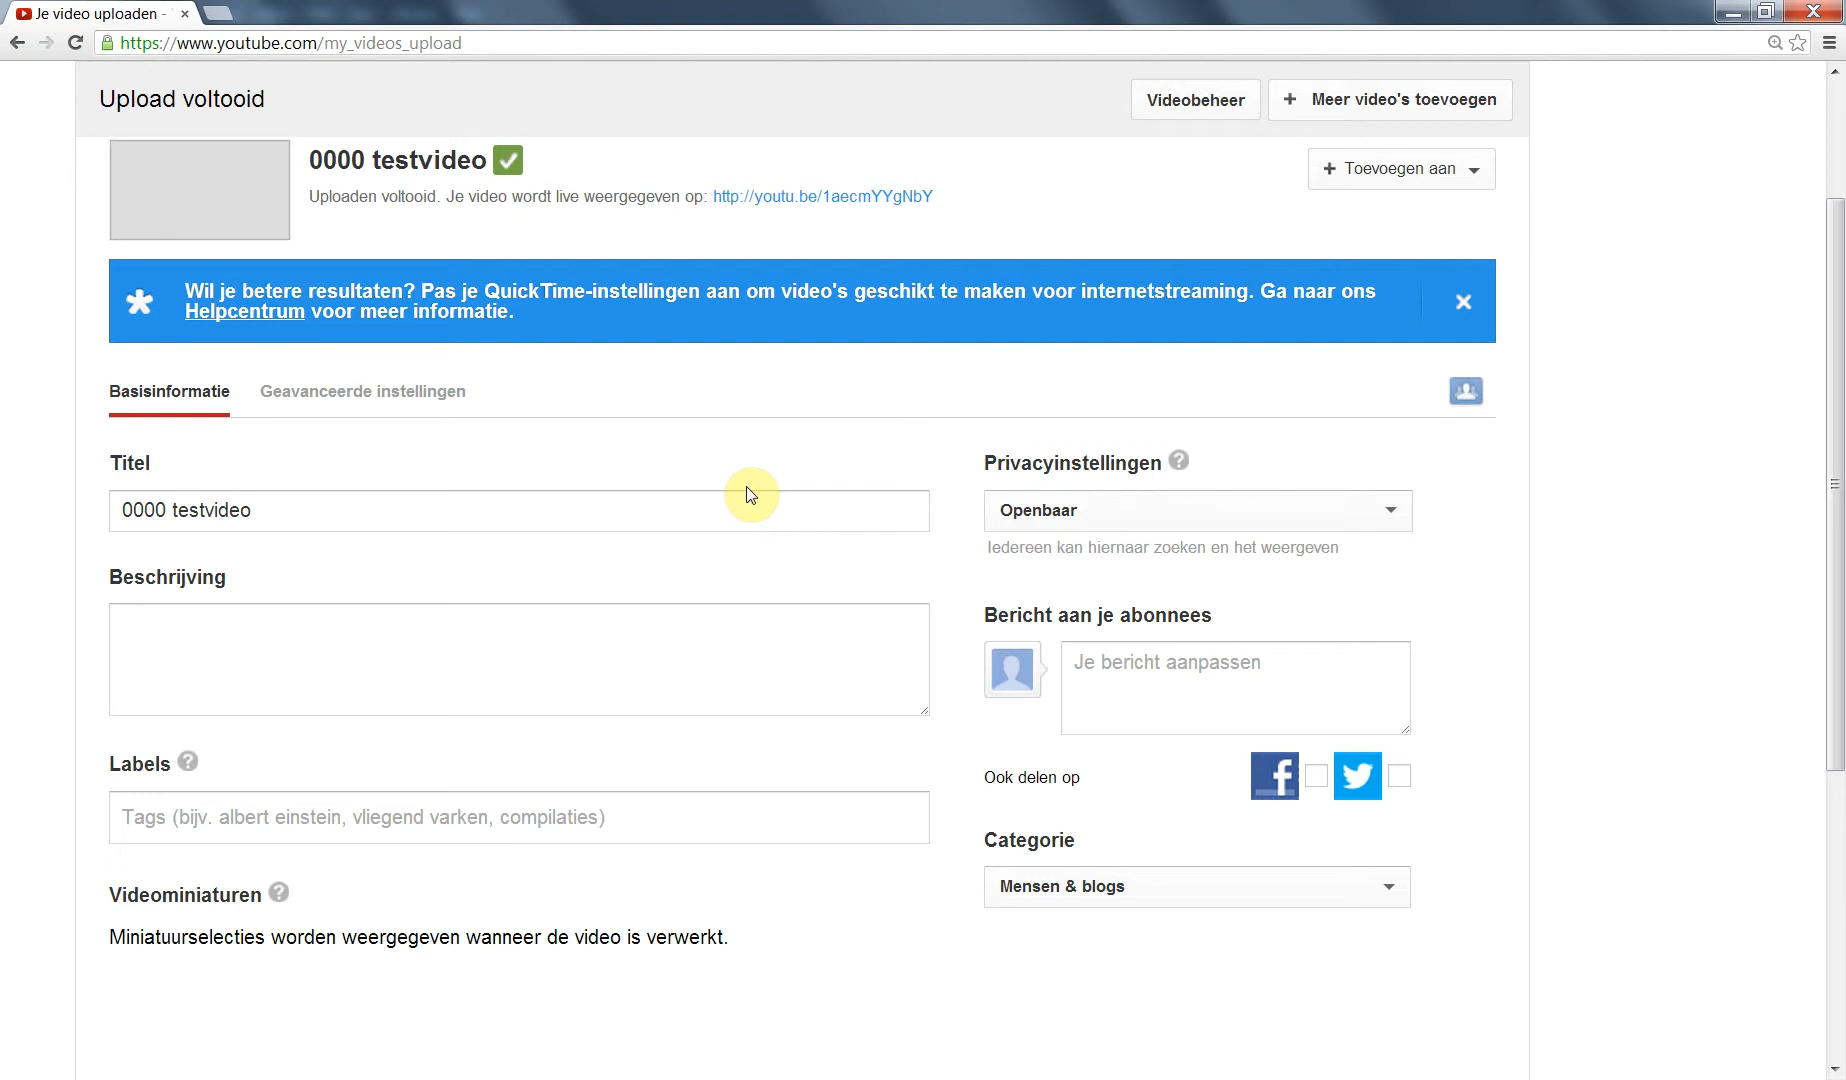 Je video uploaden -
https://www.youtube.com/my_videos_upload
Upload voltooid
Videobeheer
+ Meer video's toevoegen
0000 testvideo
+ Toevoegen aan
Uploaden voltooid. Je video wordt live weergegeven op: http://youtu.be/1aecmYYgNbY
Wil je betere resultaten? Pas je QuickTime-instellingen aan om video's geschikt te maken voor internetstreaming. Ga naar ons
Helpcentrum voor meer informatie.
Basisinformatie
Geavanceerde instellingen
Titel
0000 testvideo
Beschrijving
Labels ?
Tags (bijv. albert einstein, vliegend varken, compilaties)
Videominiaturen ?
Miniatuurselecties worden weergegeven wanneer de video is verwerkt.
Privacyinstellingen ?
Openbaar
Iedereen kan hiernaar zoeken en het weergeven
Bericht aan je abonnees
Je bericht aanpassen
Ook delen op
Categorie
Mensen & blogs